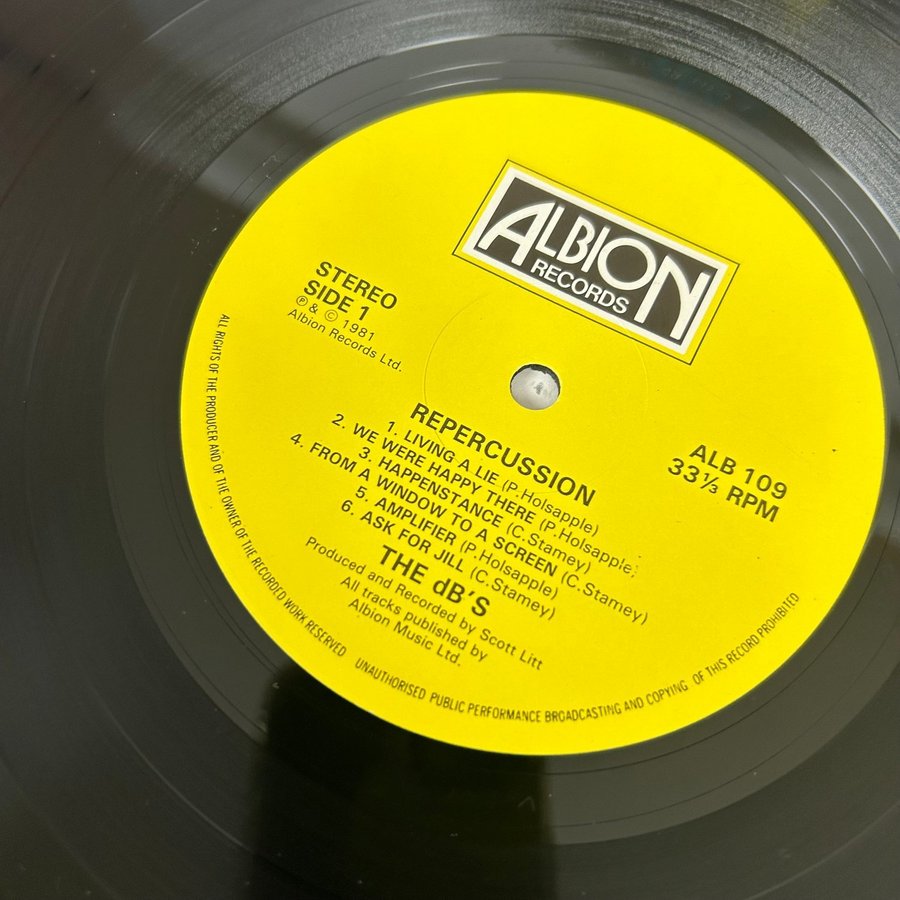 ALBION
RECORDS
STEREO
SIDE 1
℗ & © 1981
Albion Records Ltd.
ALB 109
33⅓ RPM
REPERCUSSION
1. LIVING A LIE (P.Holsapple)
2. WE WERE HAPPY THERE (P.Holsapple)
3. HAPPENSTANCE (C.Stamey)
4. FROM A WINDOW TO A SCREEN (C.Stamey)
5. AMPLIFIER (P.Holsapple)
6. ASK FOR JILL (C.Stamey)
THE dB'S
Produced and Recorded by Scott Litt
All tracks published by
Albion Music Ltd.
ALL RIGHTS OF THE PRODUCER AND OF THE OWNER OF THE RECORDED WORK RESERVED UNAUTHORISED PUBLIC PERFORMANCE BROADCASTING AND COPYING OF THIS RECORD PROHIBITED